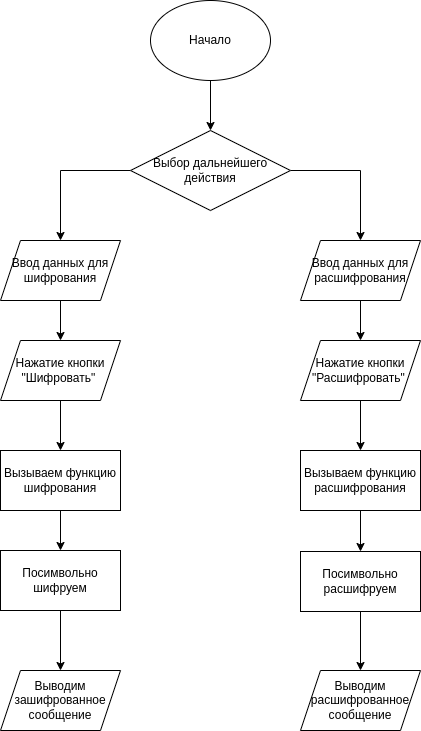 Начало
Выбор дальнейшего
действия
Ввод данных для
шифрования
Ввод данных для
расшифрования
Нажатие кнопки
"Шифровать"
Нажатие кнопки
"Расшифровать"
Вызываем функцию
шифрования
Вызываем функцию
расшифрования
Посимвольно
шифруем
Посимвольно
расшифруем
Выводим
зашифрованное
сообщение
Выводим
расшифрованное
сообщение